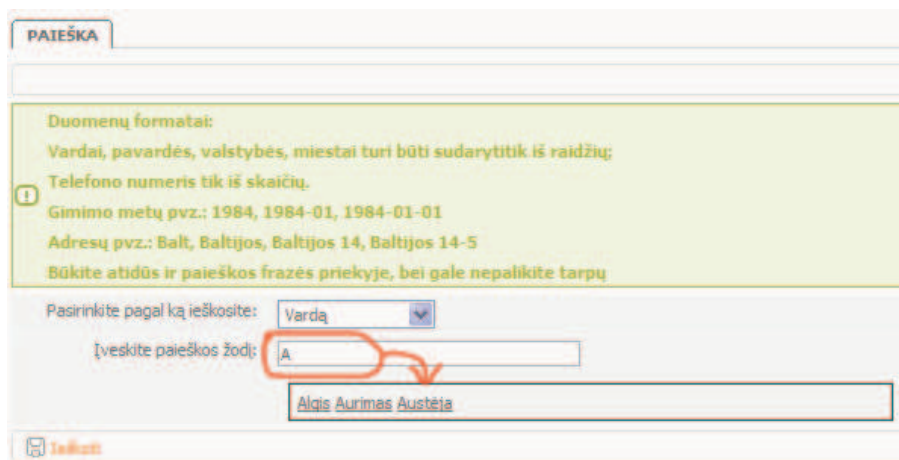 PAIEŠKA
Duomenų formatai:
Vardai, pavardės, valstybės, miestai turi būti sudarytitik iš raidžių;
Telefono numeris tik iš skaičių.
Gimimo metų pvz.: 1984, 1984-01, 1984-01-01
Adresų pvz.: Balt, Baltijos, Baltijos 14, Baltijos 14-5
Būkite atidūs ir paieškos frazės priekyje, bei gale nepalikite tarpų
Pasirinkite pagal ką ieškosite: Vardą
Įveskite paieškos žodį: A
Algis Aurimas Austėja
Ieškoti